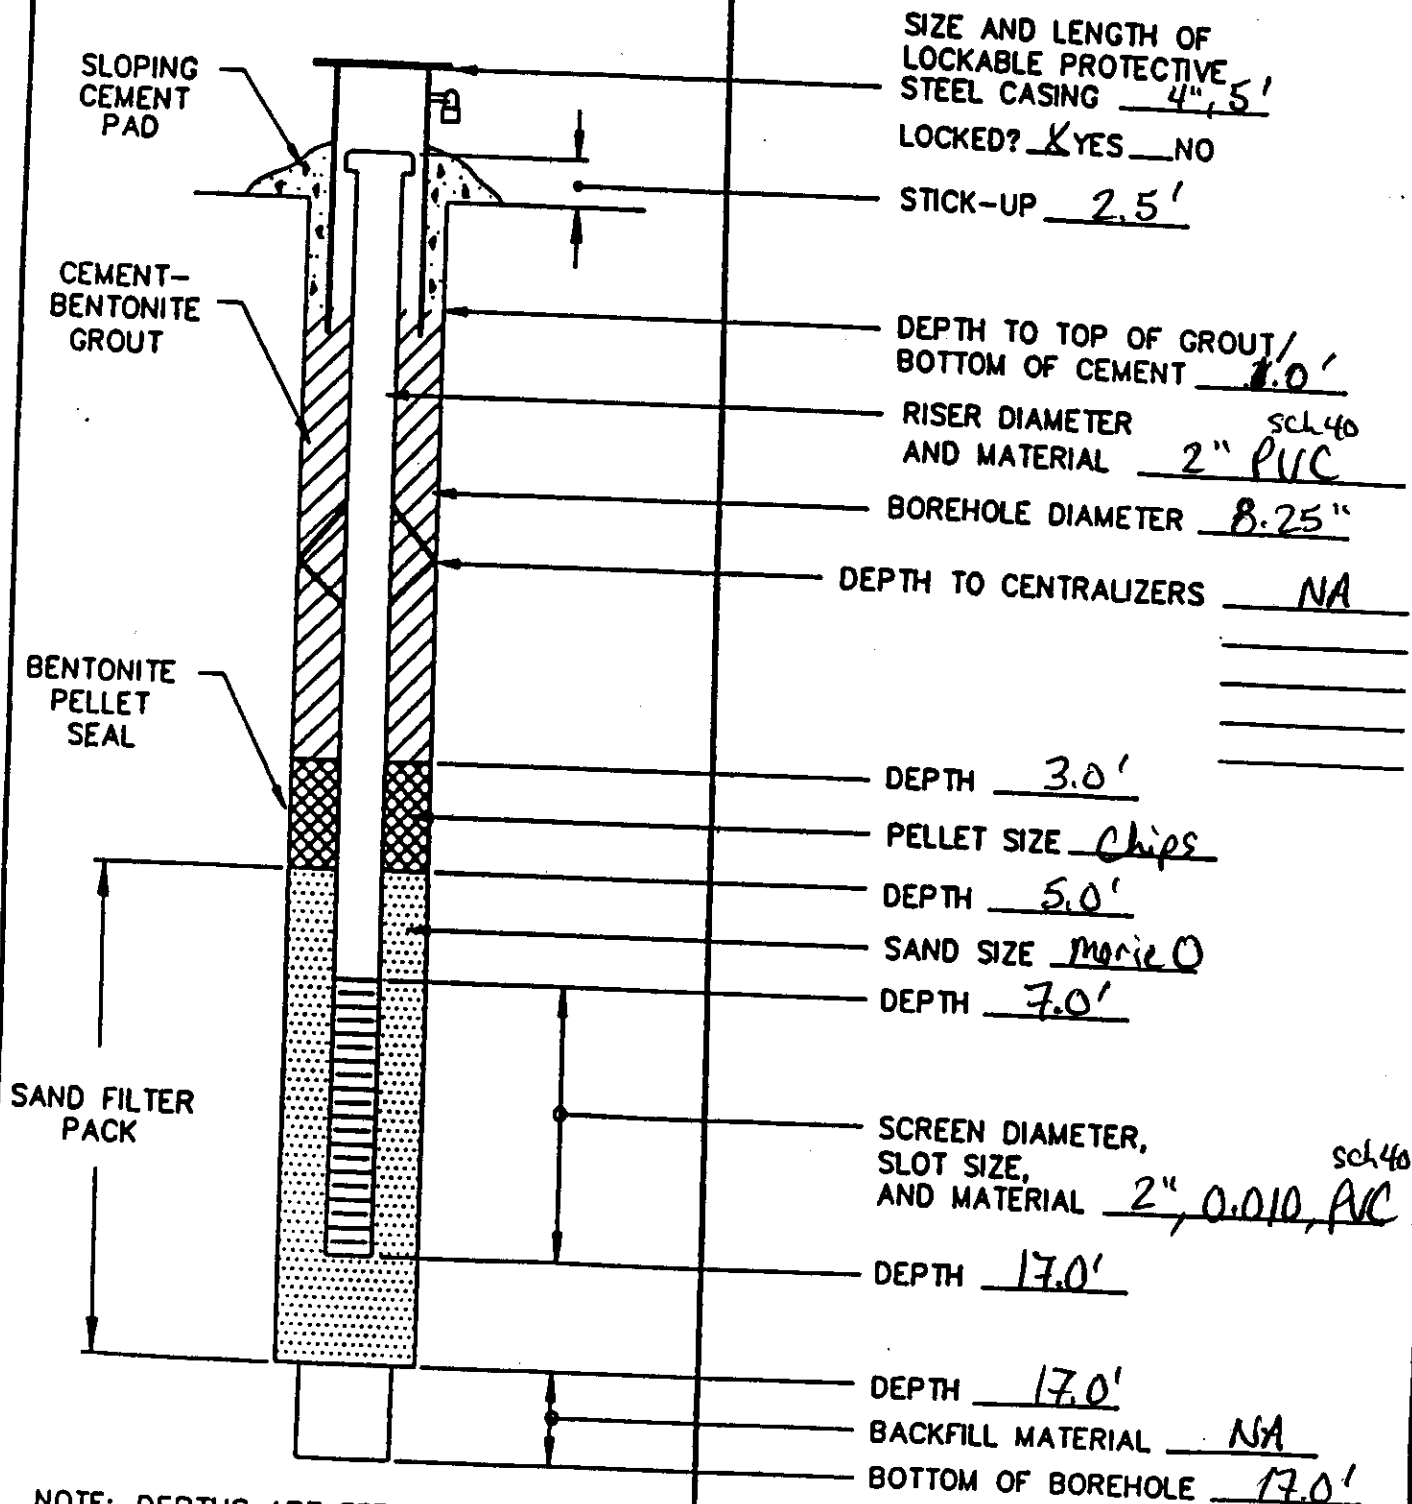 SIZE AND LENGTH OF
LOCKABLE PROTECTIVE
STEEL CASING 4", 5'
LOCKED? X YES NO
STICK-UP 2.5'
SLOPING
CEMENT
PAD
CEMENT-
BENTONITE
GROUT
DEPTH TO TOP OF GROUT/
BOTTOM OF CEMENT 1.0'
RISER DIAMETER sch 40
AND MATERIAL 2" PVC
BOREHOLE DIAMETER 8.25"
DEPTH TO CENTRALIZERS NA
BENTONITE
PELLET
SEAL
DEPTH 3.0'
PELLET SIZE Chips
DEPTH 5.0'
SAND SIZE Morie 0
DEPTH 7.0'
SAND FILTER
PACK
SCREEN DIAMETER,
SLOT SIZE, sch 40
AND MATERIAL 2", 0.010, PVC
DEPTH 17.0'
DEPTH 17.0'
BACKFILL MATERIAL NA
BOTTOM OF BOREHOLE 17.0'
NOTE: DEPTHS ARE